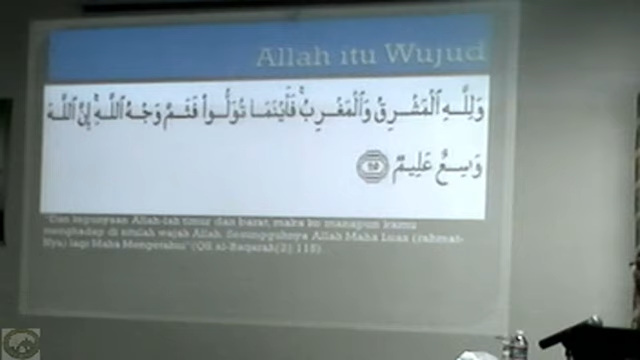 Allah itu Wujud
وَلِلَّهِ ٱلْمَشْرِقُ وَٱلْمَغْرِبُ ۚ فَأَيْنَمَا تُوَلُّوا۟ فَثَمَّ وَجْهُ ٱللَّهِ ۚ إِنَّ ٱللَّهَ
وَٰسِعٌ عَلِيمٌ ١١٥
"Dan kepunyaan Allah-lah timur dan barat, maka ke manapun kamu
menghadap di situlah wajah Allah. Sesungguhnya Allah Maha Luas (rahmat-
Nya) lagi Maha Mengetahui" (QS al-Baqarah[2]: 115)